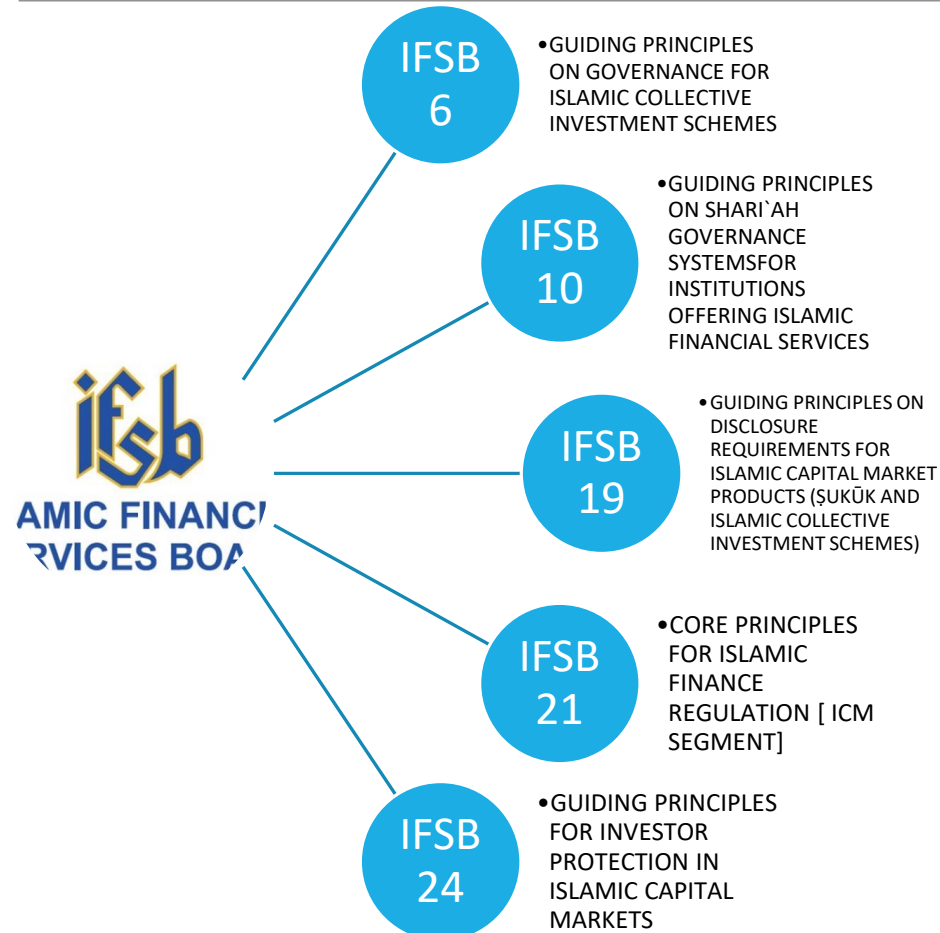 IFSB
6
•GUIDING PRINCIPLES
ON GOVERNANCE FOR
ISLAMIC COLLECTIVE
INVESTMENT SCHEMES
IFSB
10
•GUIDING PRINCIPLES
ON SHARI`AH
GOVERNANCE
SYSTEMSFOR
INSTITUTIONS
OFFERING ISLAMIC
FINANCIAL SERVICES
ifsb
AMIC FINANC
RVICES BOA
IFSB
19
•GUIDING PRINCIPLES ON
DISCLOSURE
REQUIREMENTS FOR
ISLAMIC CAPITAL MARKET
PRODUCTS (ṢUKŪK AND
ISLAMIC COLLECTIVE
INVESTMENT SCHEMES)
IFSB
21
•CORE PRINCIPLES
FOR ISLAMIC
FINANCE
REGULATION [ ICM
SEGMENT]
IFSB
24
•GUIDING PRINCIPLES
FOR INVESTOR
PROTECTION IN
ISLAMIC CAPITAL
MARKETS